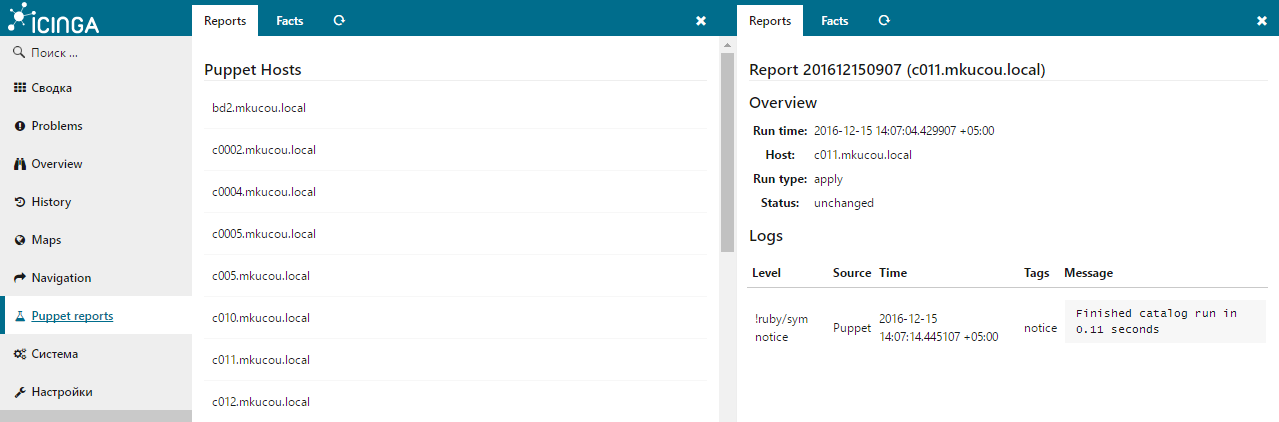 ICINGA
Поиск ...
Сводка
Problems
Overview
History
Maps
Navigation
Puppet reports
Система
Настройки
Reports Facts
Puppet Hosts
bd2.mkucou.local
c0002.mkucou.local
c0004.mkucou.local
c0005.mkucou.local
c005.mkucou.local
c010.mkucou.local
c011.mkucou.local
c012.mkucou.local
Reports Facts
Report 201612150907 (c011.mkucou.local)
Overview
Run time: 2016-12-15 14:07:04.429907 +05:00
Host: c011.mkucou.local
Run type: apply
Status: unchanged
Logs
Level Source Time Tags Message
!ruby/sym
notice
Puppet
2016-12-15
14:07:14.445107 +05:00
notice
Finished catalog run in
0.11 seconds